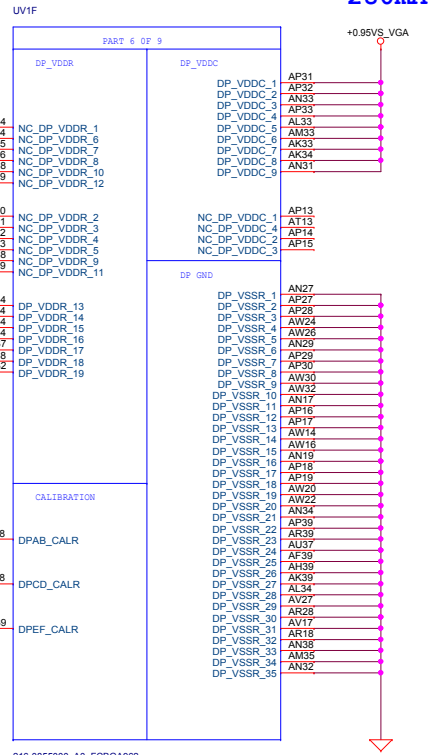 UV1F
PART 6 OF 9
+0.95VS_VGA
DP_VDDR
DP_VDDC
DP_VDDC_1 AP31
DP_VDDC_2 AP32
DP_VDDC_3 AN33
DP_VDDC_4 AP33
NC_DP_VDDR_1 DP_VDDC_5 AL33
NC_DP_VDDR_6 DP_VDDC_6 AM33
NC_DP_VDDR_7 DP_VDDC_7 AK33
NC_DP_VDDR_8 DP_VDDC_8 AK34
NC_DP_VDDR_10 DP_VDDC_9 AN31
NC_DP_VDDR_12
NC_DP_VDDR_2 NC_DP_VDDC_1 AP13
NC_DP_VDDR_3 NC_DP_VDDC_4 AT13
NC_DP_VDDR_4 NC_DP_VDDC_2 AP14
NC_DP_VDDR_5 NC_DP_VDDC_3 AP15
NC_DP_VDDR_9
NC_DP_VDDR_11
DP GND
DP_VDDR_13
DP_VDDR_14
DP_VDDR_15
DP_VDDR_16
DP_VDDR_17
DP_VDDR_18
DP_VDDR_19
DP_VSSR_1 AN27
DP_VSSR_2 AP27
DP_VSSR_3 AP28
DP_VSSR_4 AW24
DP_VSSR_5 AW26
DP_VSSR_6 AN29
DP_VSSR_7 AP29
DP_VSSR_8 AP30
DP_VSSR_9 AW30
DP_VSSR_10 AW32
DP_VSSR_11 AN17
DP_VSSR_12 AP16
DP_VSSR_13 AP17
DP_VSSR_14 AW14
DP_VSSR_15 AW16
DP_VSSR_16 AN19
DP_VSSR_17 AP18
DP_VSSR_18 AP19
DP_VSSR_19 AW20
DP_VSSR_20 AW22
DP_VSSR_21 AN34
DP_VSSR_22 AP39
DP_VSSR_23 AR39
DP_VSSR_24 AU37
DP_VSSR_25 AF39
DP_VSSR_26 AH39
DP_VSSR_27 AK39
DP_VSSR_28 AL34
DP_VSSR_29 AV27
DP_VSSR_30 AR28
DP_VSSR_31 AV17
DP_VSSR_32 AR18
DP_VSSR_33 AN38
DP_VSSR_34 AM35
DP_VSSR_35 AN32
CALIBRATION
DPAB_CALR
DPCD_CALR
DPEF_CALR